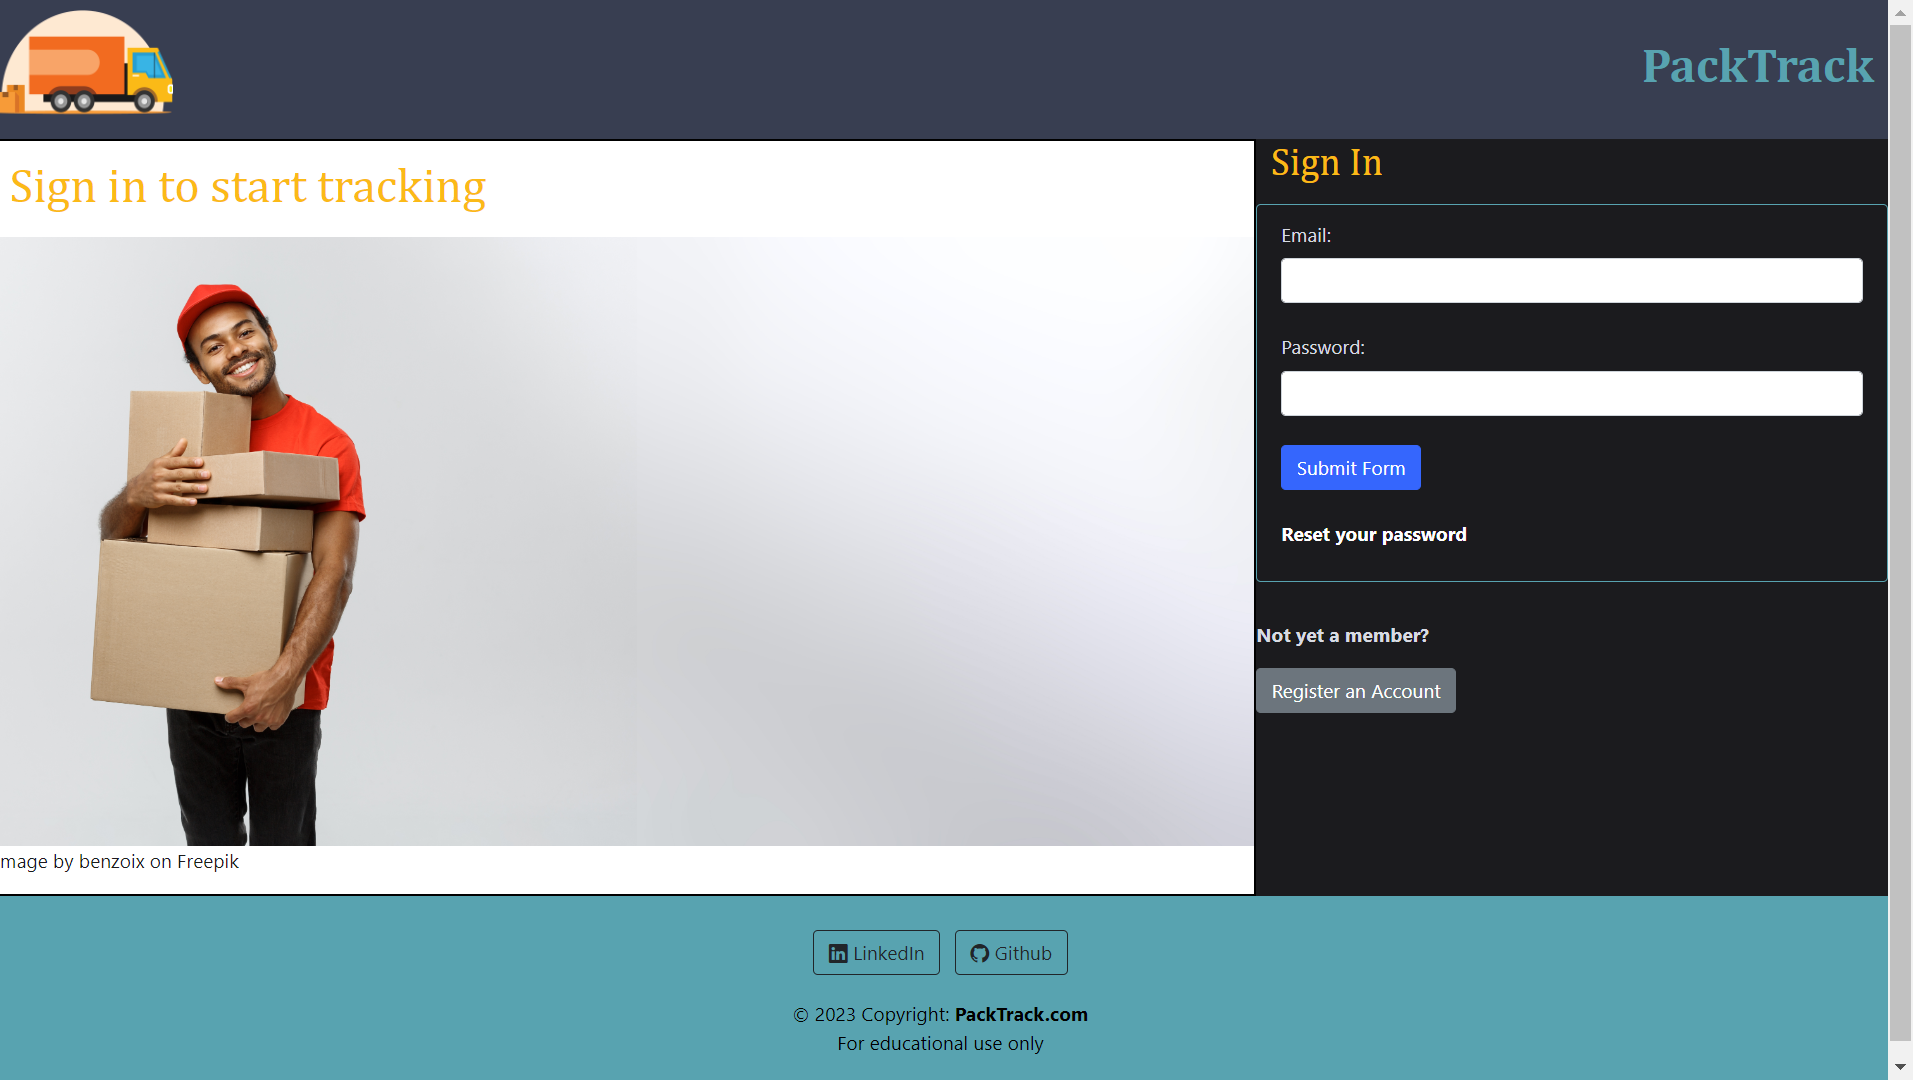 PackTrack
Sign in to start tracking
mage by benzoix on Freepik
Sign In
Email:
Password:
Submit Form
Reset your password
Not yet a member?
Register an Account
LinkedIn
Github
© 2023 Copyright: PackTrack.com
For educational use only